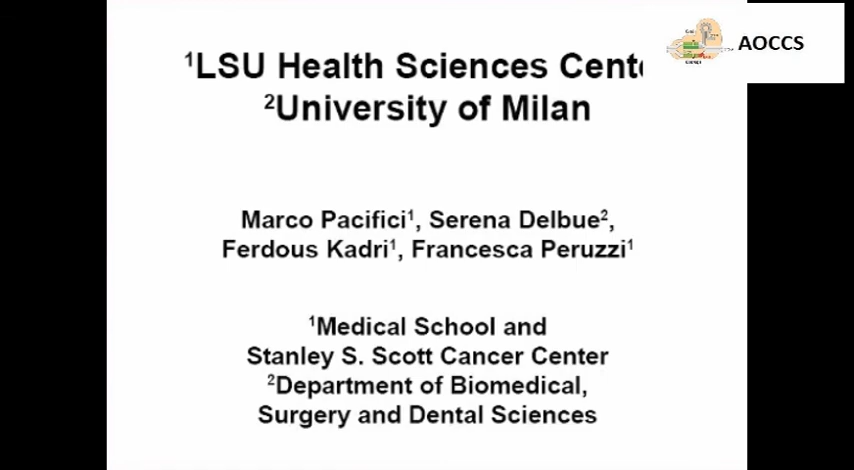 ¹LSU Health Sciences Cente
²University of Milan
AOCCS
Marco Pacifici¹, Serena Delbue²,
Ferdous Kadri¹, Francesca Peruzzi¹
¹Medical School and
Stanley S. Scott Cancer Center
²Department of Biomedical,
Surgery and Dental Sciences